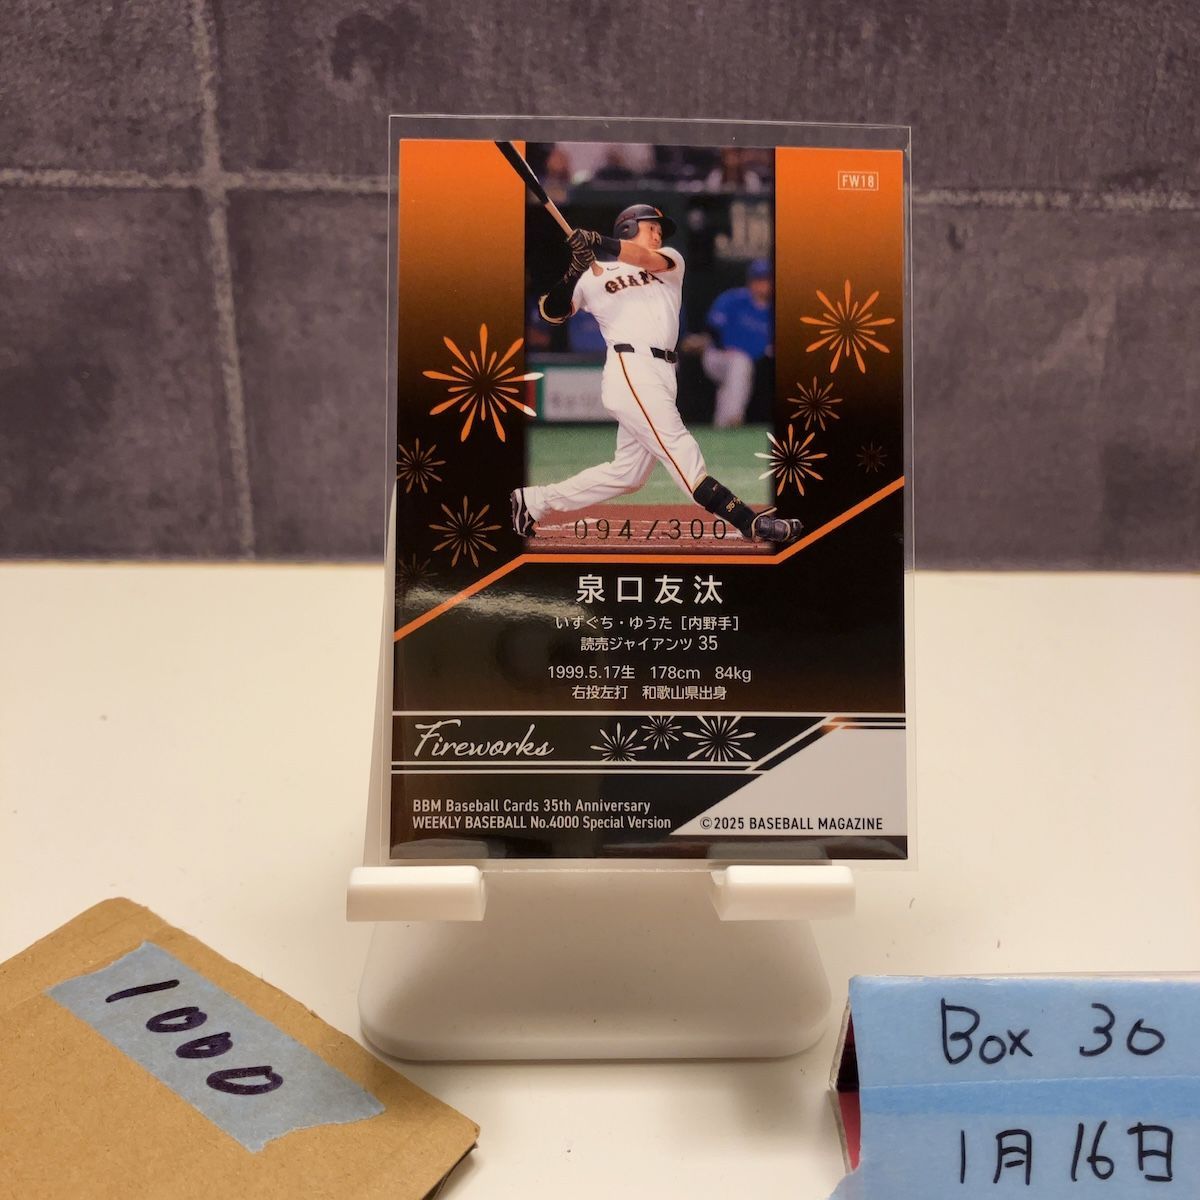 FW18
GIANT
094/300
泉口友汰
いずぐち・ゆうた［内野手］
読売ジャイアンツ 35
1999.5.17生 178cm 84kg
右投左打 和歌山県出身
Fireworks
BBM Baseball Cards 35th Anniversary
WEEKLY BASEBALL No.4000 Special Version
©2025 BASEBALL MAGAZINE
1000
Box 30
1月16日